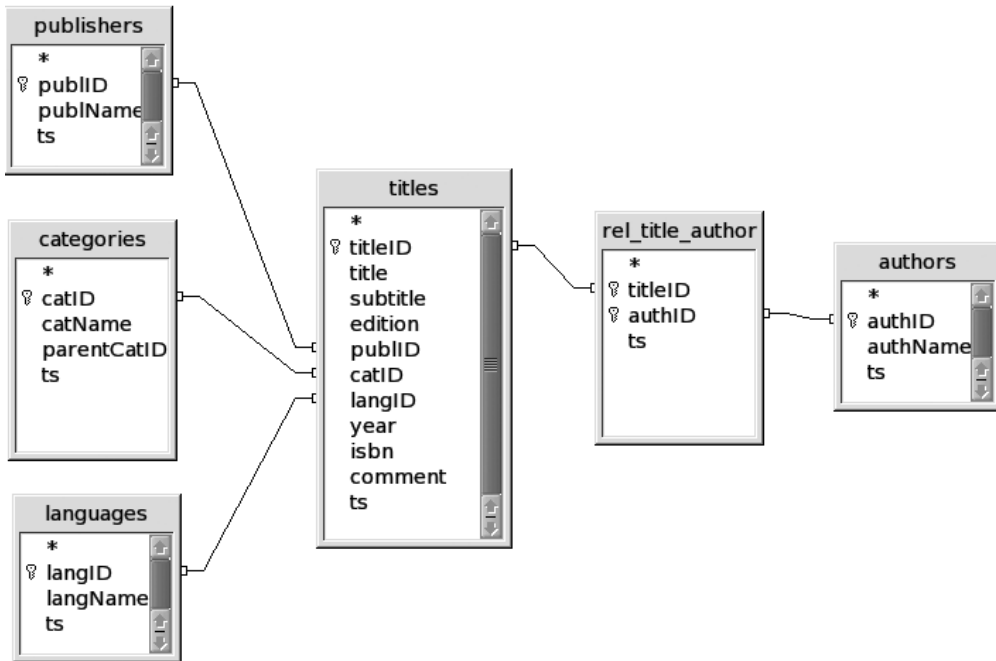 publishers
*
publID
publName
ts
categories
*
catID
catName
parentCatID
ts
languages
*
langID
langName
ts
titles
*
titleID
title
subtitle
edition
publID
catID
langID
year
isbn
comment
ts
rel_title_author
*
titleID
authID
ts
authors
*
authID
authName
ts